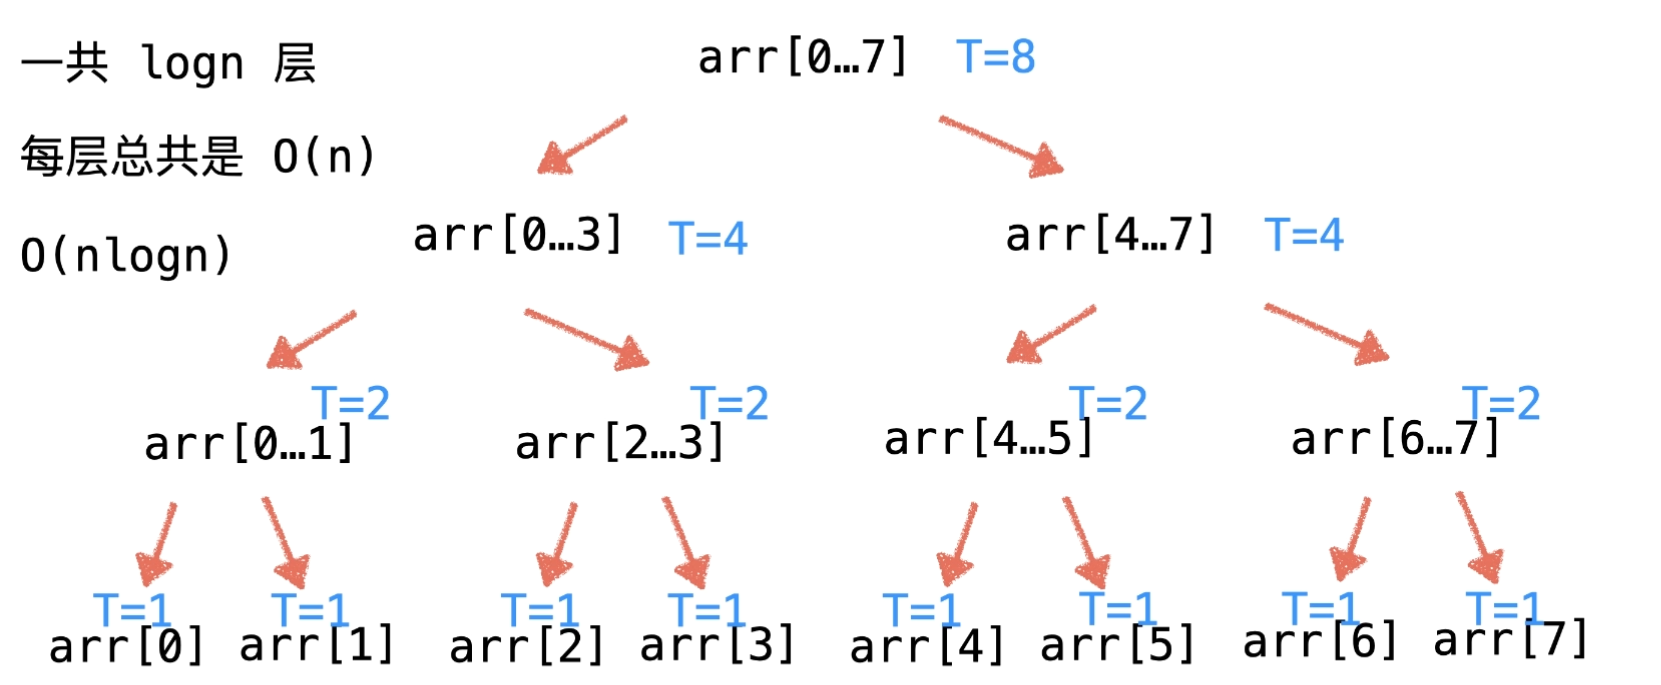 一共 logn 层
每层总共是 O(n)
O(nlogn)
arr[0…7] T=8
arr[0…3] T=4
arr[4…7] T=4
T=2
arr[0…1]
T=2
arr[2…3]
T=2
arr[4…5]
T=2
arr[6…7]
T=1
arr[0]
T=1
arr[1]
T=1
arr[2]
T=1
arr[3]
T=1
arr[4]
T=1
arr[5]
T=1
arr[6]
T=1
arr[7]